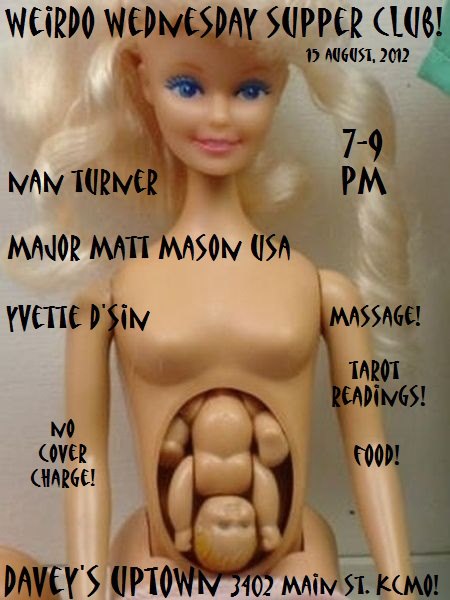 WEIRDO WEDNESDAY SUPPER CLUB!
15 AUGUST, 2012
7-9
PM
NAN TURNER
MAJOR MATT MASON USA
YVETTE D'SIN
MASSAGE!
TAROT
READINGS!
NO
COVER
CHARGE!
FOOD!
DAVEY'S UPTOWN 3402 MAIN ST. KCMO!